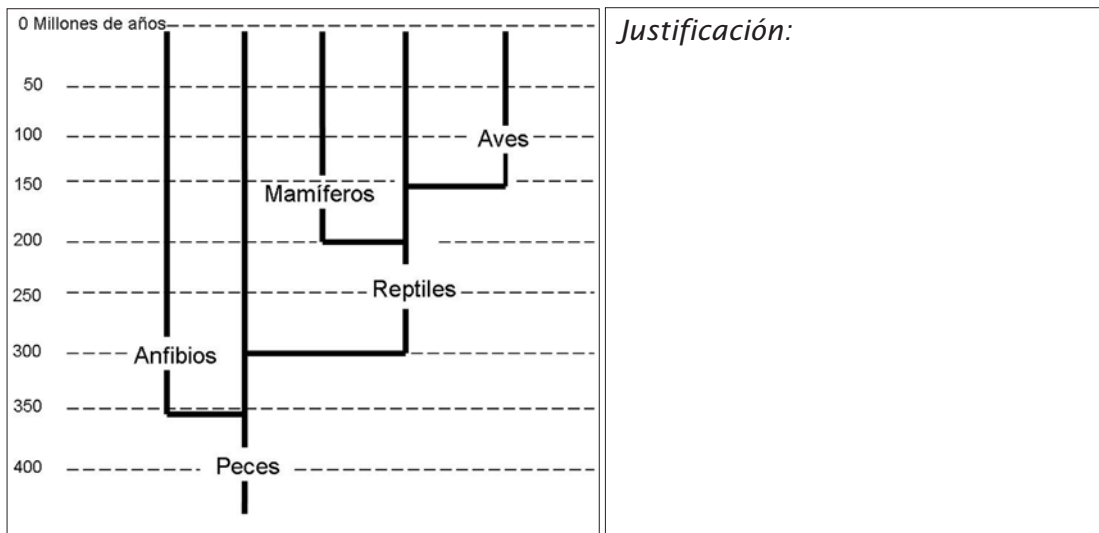 0 Millones de años
Justificación:
50
100
Aves
150
Mamíferos
200
250
Reptiles
300
Anfibios
350
400
Peces